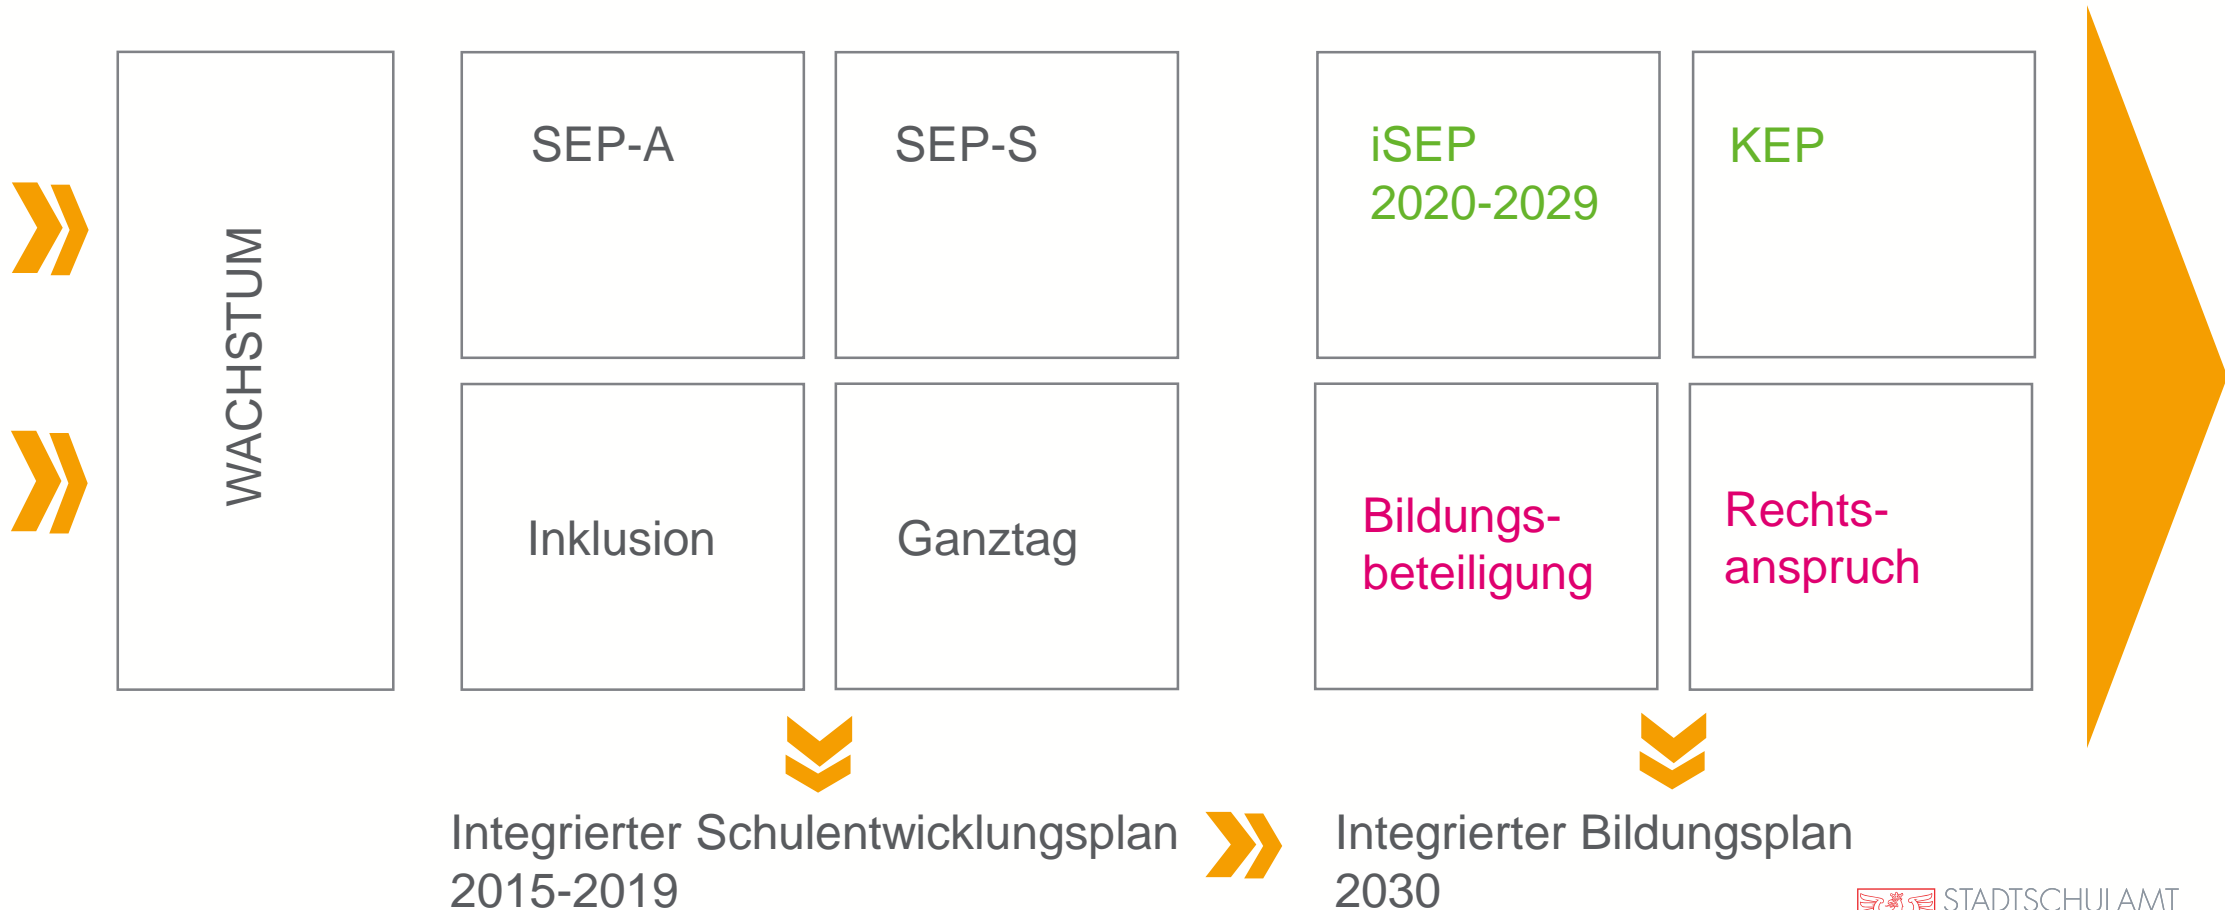 WACHSTUM
SEP-A
SEP-S
Inklusion
Ganztag
Integrierter Schulentwicklungsplan
2015-2019
iSEP
2020-2029
KEP
Bildungs-
beteiligung
Rechts-
anspruch
Integrierter Bildungsplan
2030
STADTSCHULAMT